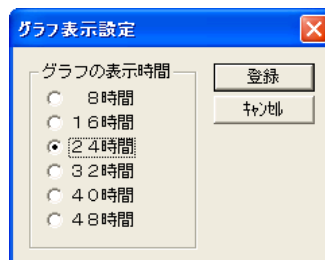 グラフ表示設定
グラフの表示時間
8時間
16時間
24時間
32時間
40時間
48時間
登録
キャンセル